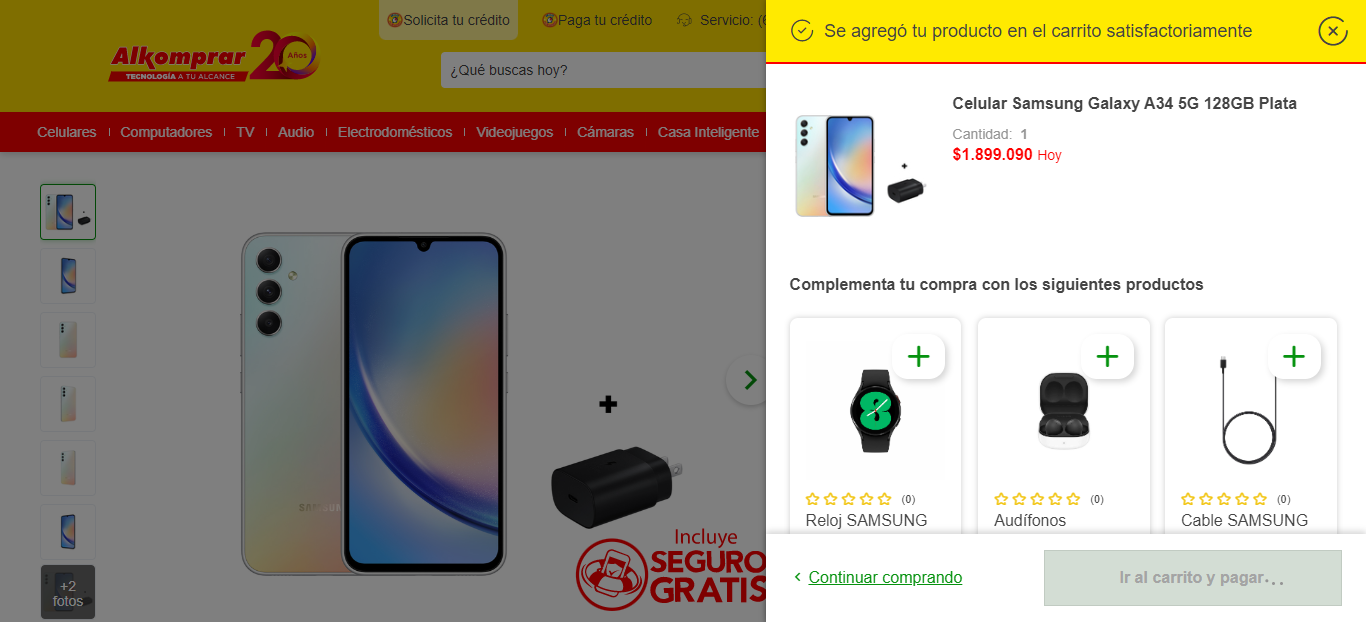 Solicita tu crédito
Paga tu crédito
Servicio: (6
Alkomprar
20
Años
TECNOLOGÍA A TU ALCANCE
¿Qué buscas hoy?
Celulares
Computadores
TV
Audio
Electrodomésticos
Videojuegos
Cámaras
Casa Inteligente
+2
fotos
SAMSUNG
Incluye
SEGURO
GRATIS
Se agregó tu producto en el carrito satisfactoriamente
Celular Samsung Galaxy A34 5G 128GB Plata
Cantidad: 1
$1.899.090 Hoy
Complementa tu compra con los siguientes productos
(0)
Reloj SAMSUNG
(0)
Audífonos
(0)
Cable SAMSUNG
Continuar comprando
Ir al carrito y pagar...